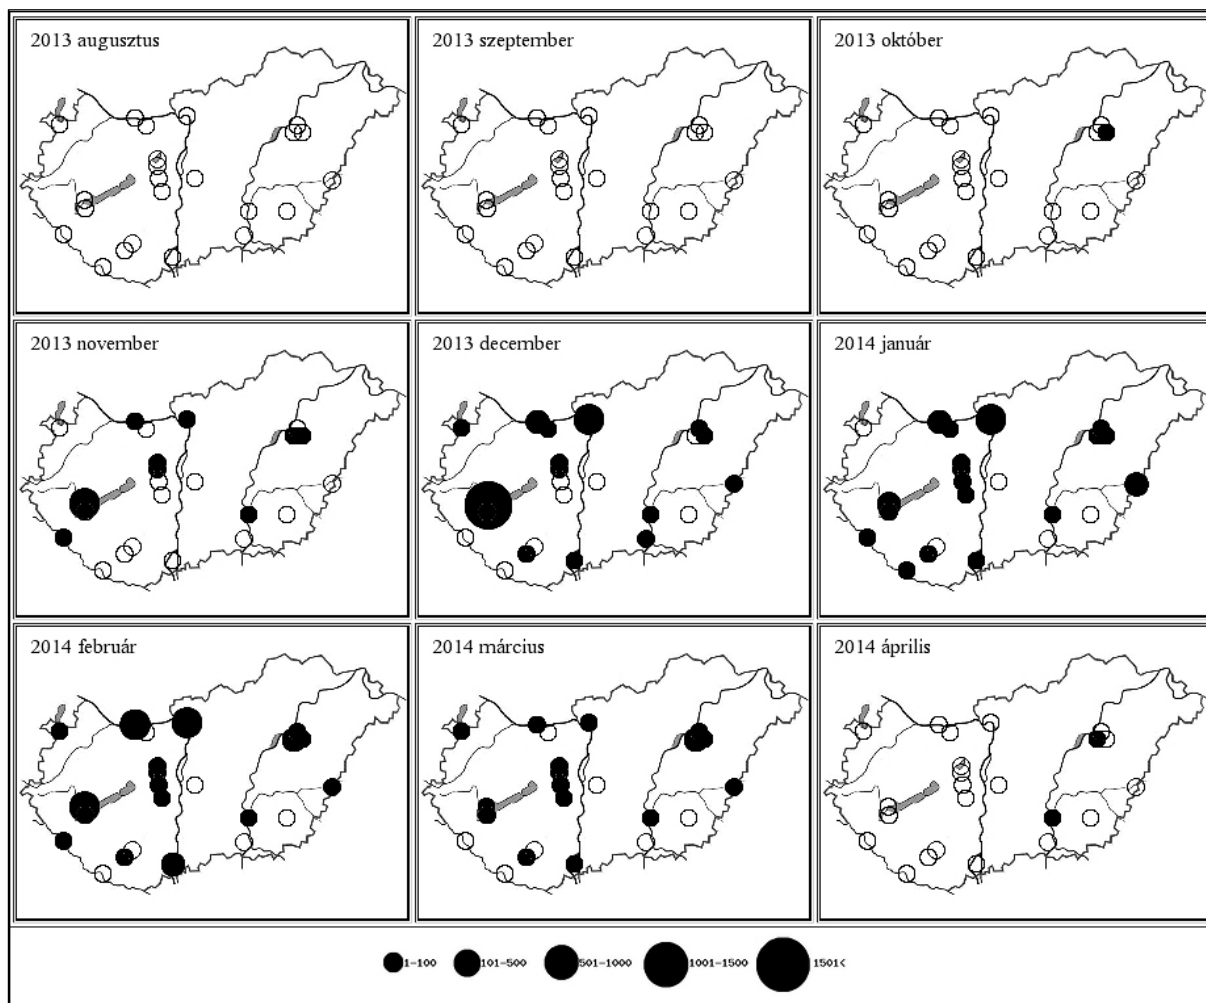 2013 augusztus
2013 szeptember
2013 október
2013 november
2013 december
2014 január
2014 február
2014 március
2014 április
1-100 101-500 501-1000 1001-1500 1501<